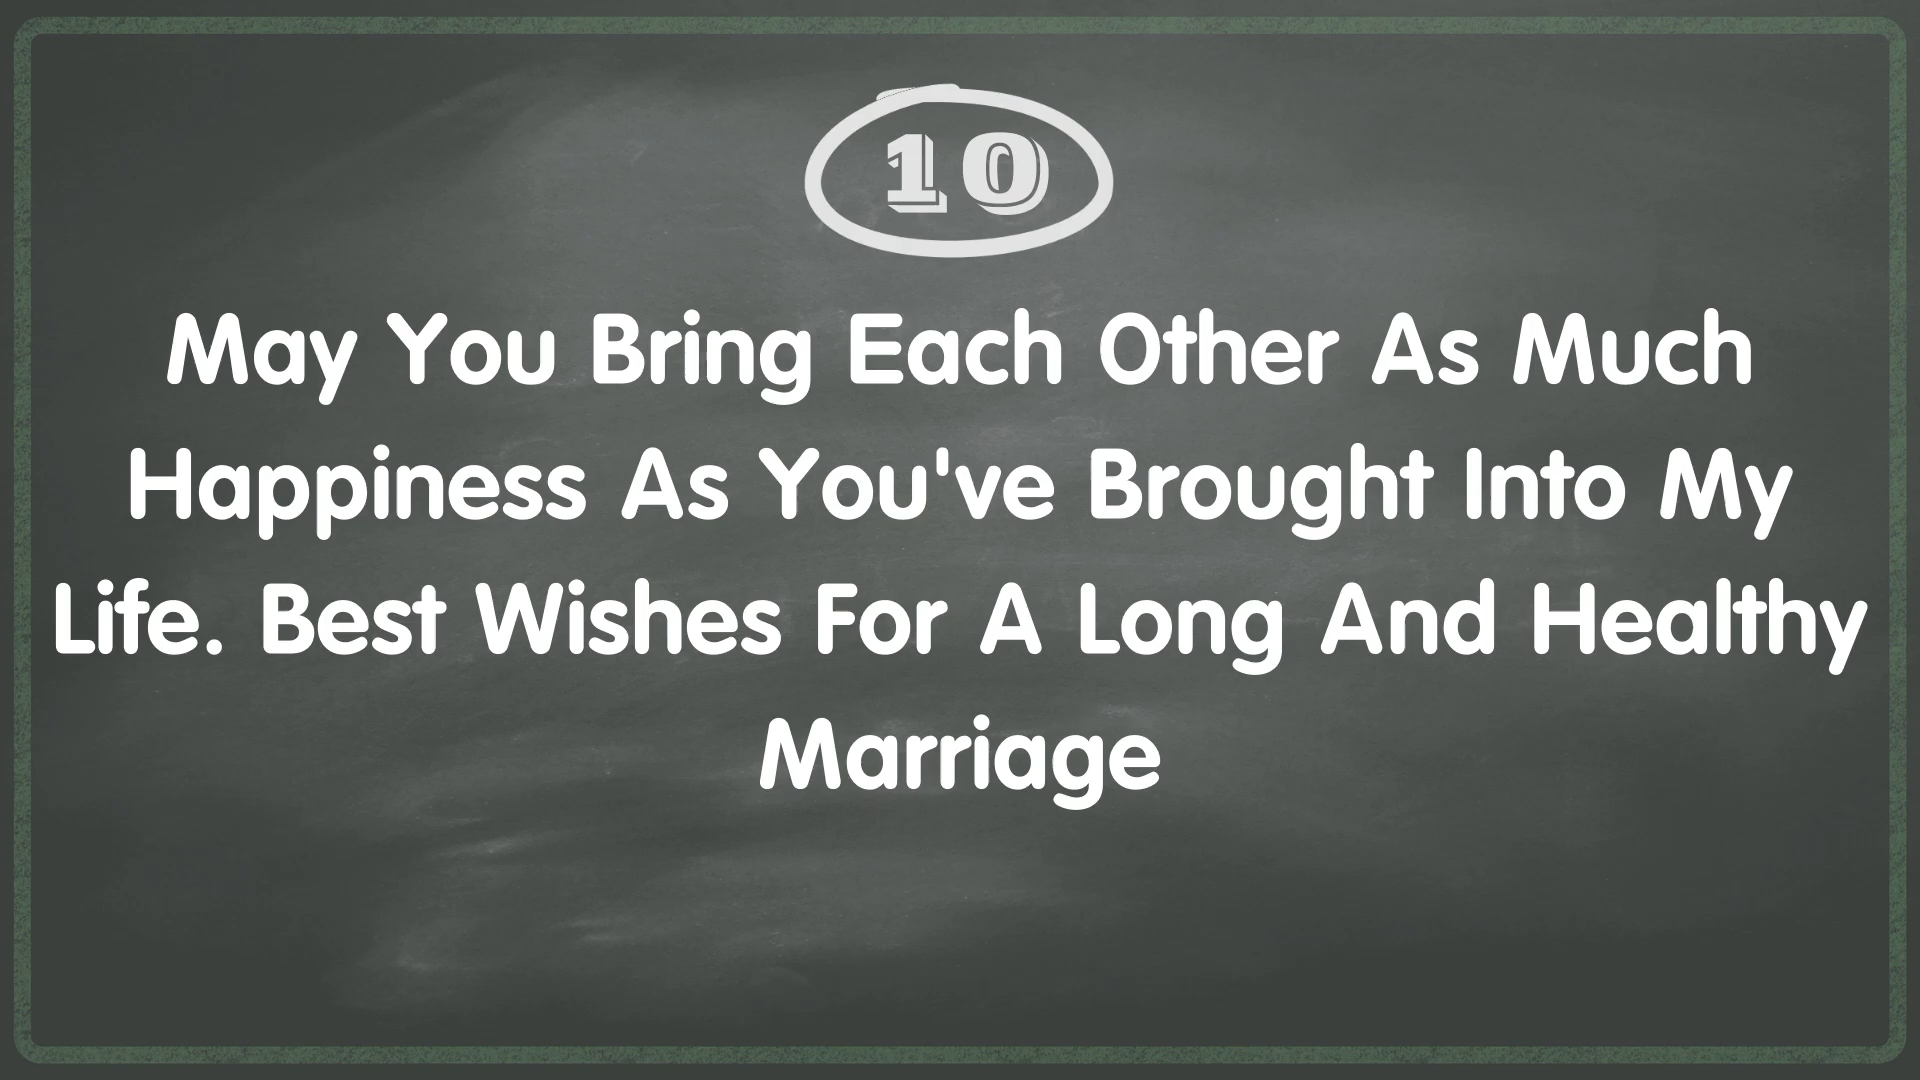 10
May You Bring Each Other As Much
Happiness As You've Brought Into My
Life. Best Wishes For A Long And Healthy
Marriage